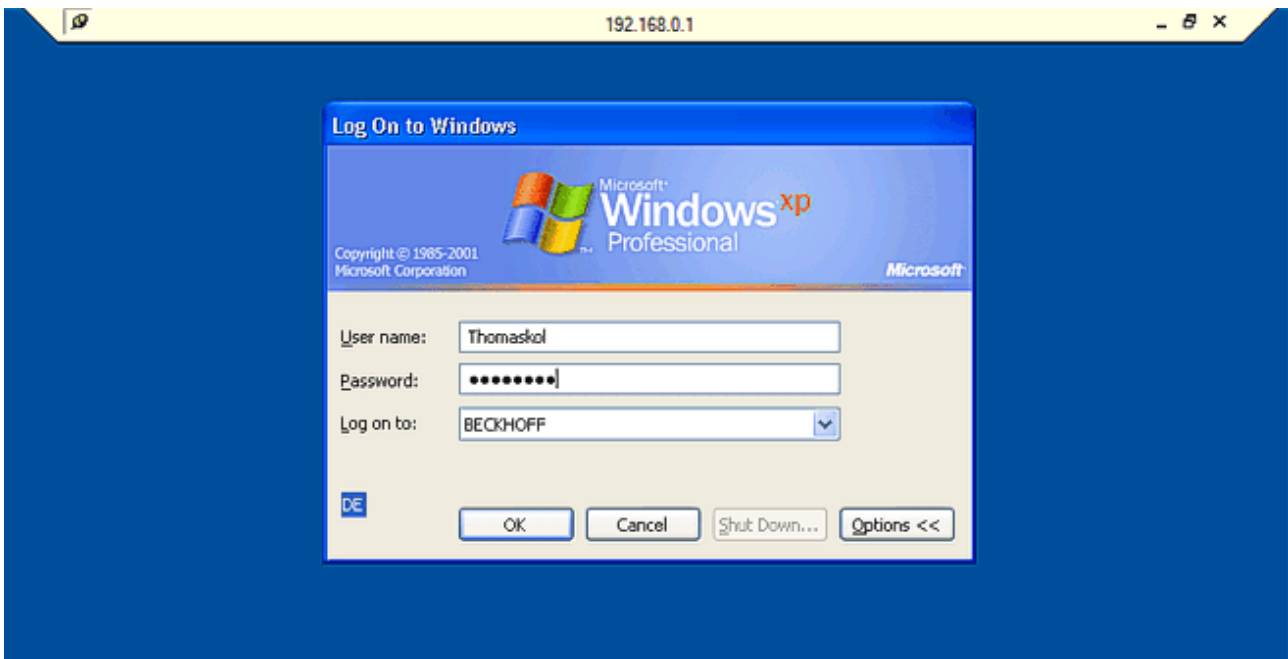 192.168.0.1
Log On to Windows
Microsoft
Windows xp
Professional
Copyright © 1985-2001
Microsoft Corporation
Microsoft
User name: Thomaskol
Password: ●●●●●●●●
Log on to: BECKHOFF
DE
OK Cancel Shut Down... Options <<